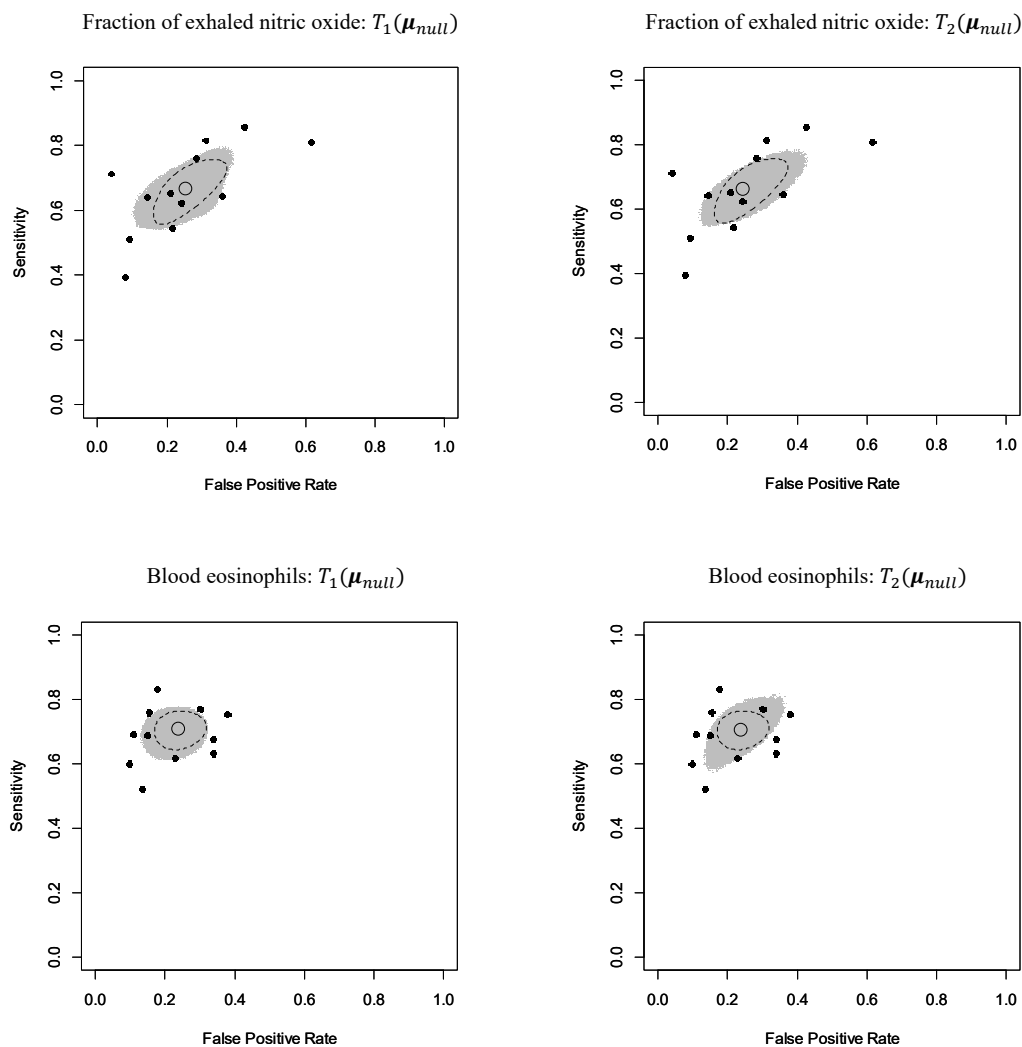 Fraction of exhaled nitric oxide: T₁(μₙᵤₗₗ)
Fraction of exhaled nitric oxide: T₂(μₙᵤₗₗ)
Sensitivity
1.0
0.8
0.6
0.4
0.2
0.0
0.0 0.2 0.4 0.6 0.8 1.0
False Positive Rate
Sensitivity
1.0
0.8
0.6
0.4
0.2
0.0
0.0 0.2 0.4 0.6 0.8 1.0
False Positive Rate
Blood eosinophils: T₁(μₙᵤₗₗ)
Blood eosinophils: T₂(μₙᵤₗₗ)
Sensitivity
1.0
0.8
0.6
0.4
0.2
0.0
0.0 0.2 0.4 0.6 0.8 1.0
False Positive Rate
Sensitivity
1.0
0.8
0.6
0.4
0.2
0.0
0.0 0.2 0.4 0.6 0.8 1.0
False Positive Rate